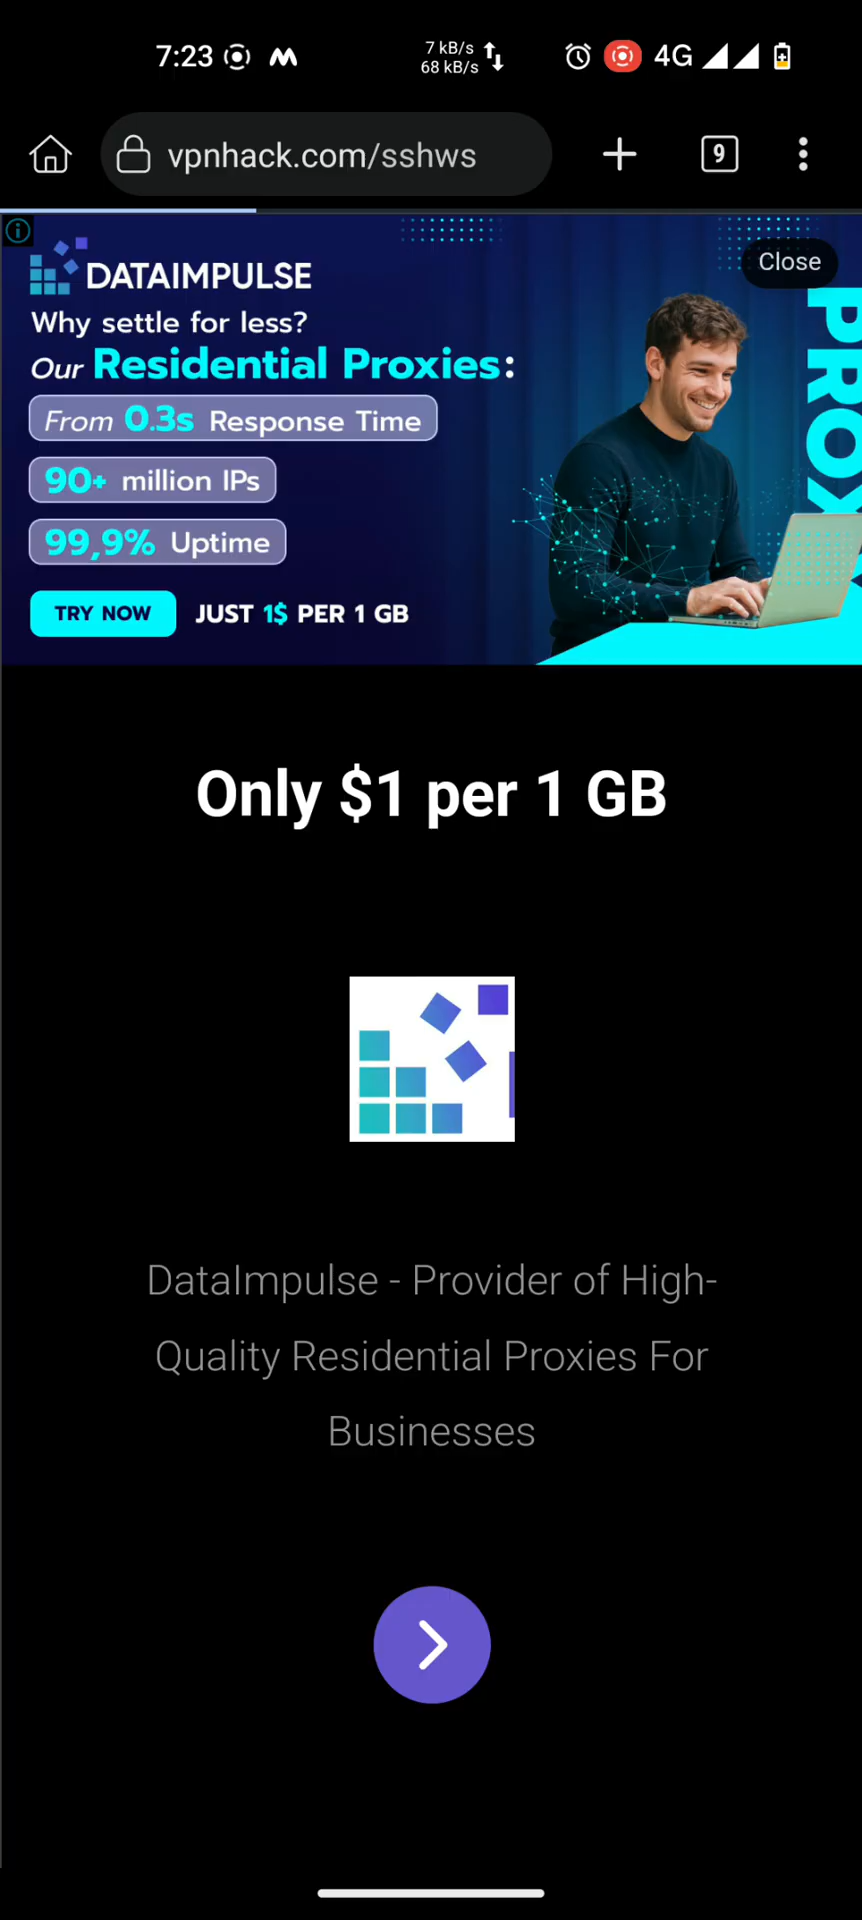 7:23
7 kB/s
68 kB/s
4G
vpnhack.com/sshws
9
DATAIMPULSE
Close
Why settle for less?
Our Residential Proxies:
From 0.3s Response Time
90+ million IPs
99,9% Uptime
TRY NOW JUST 1$ PER 1 GB
Only $1 per 1 GB
DataImpulse - Provider of High-
Quality Residential Proxies For
Businesses